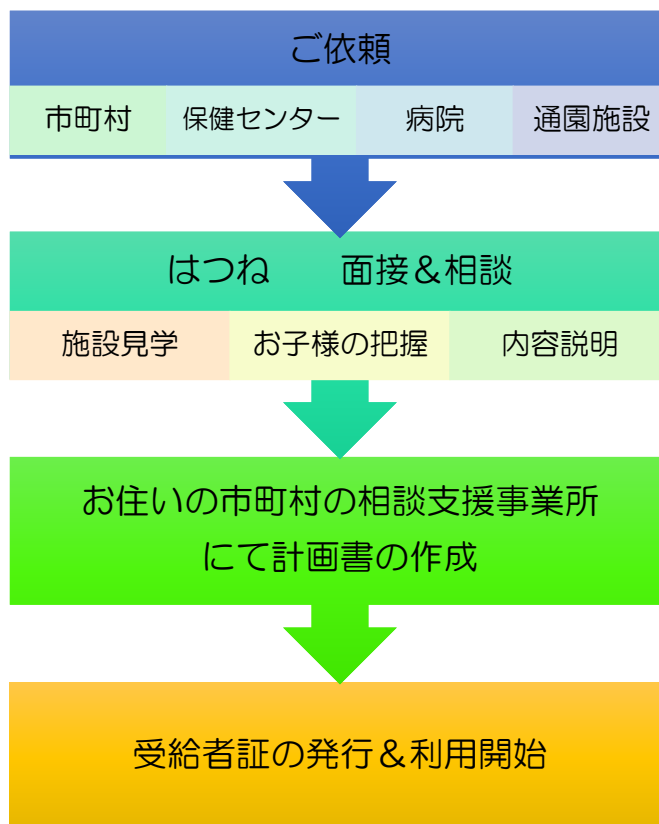 ご依頼
市町村 保健センター 病院 通園施設
はつね 面接＆相談
施設見学 お子様の把握 内容説明
お住いの市町村の相談支援事業所
にて計画書の作成
受給者証の発行＆利用開始